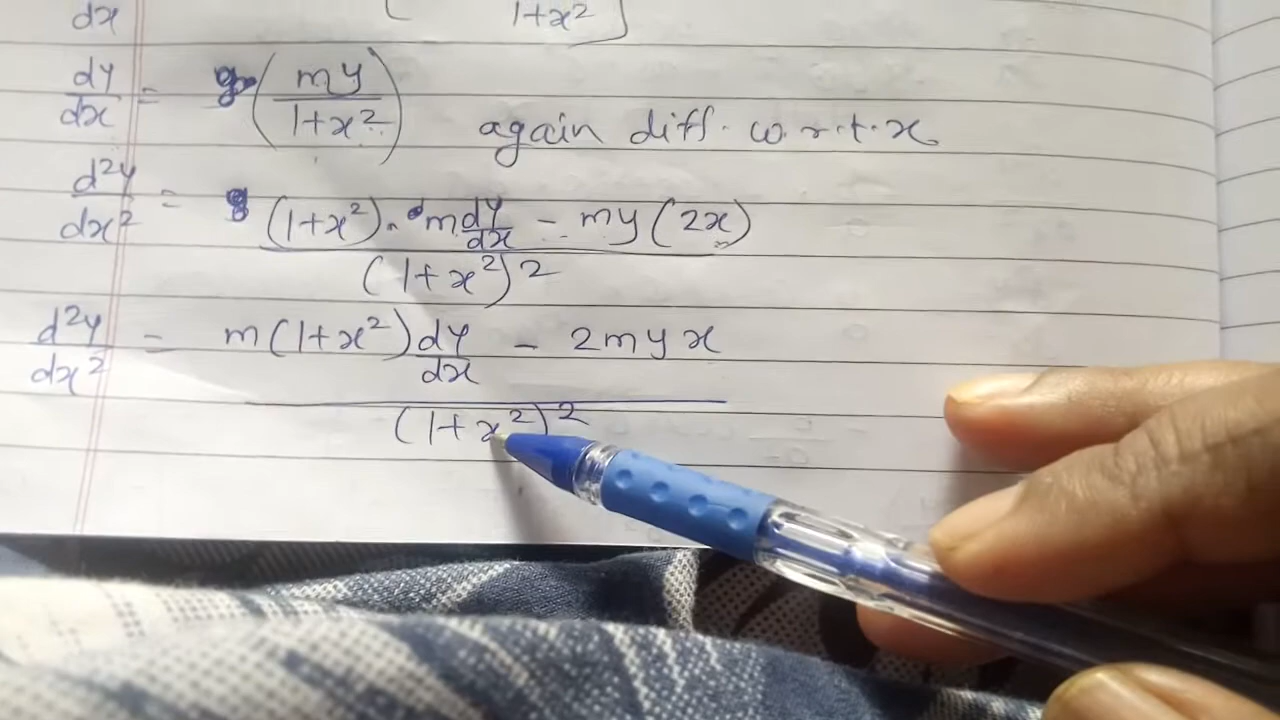 dx 1+x²]
dy/dx = (my/1+x²) again diff. w.r.t.x
d²y/dx² = (1+x²).mdy/dx - my(2x)/(1+x²)²
d²y/dx² = m(1+x²)dy/dx - 2myx
(1+x²)²